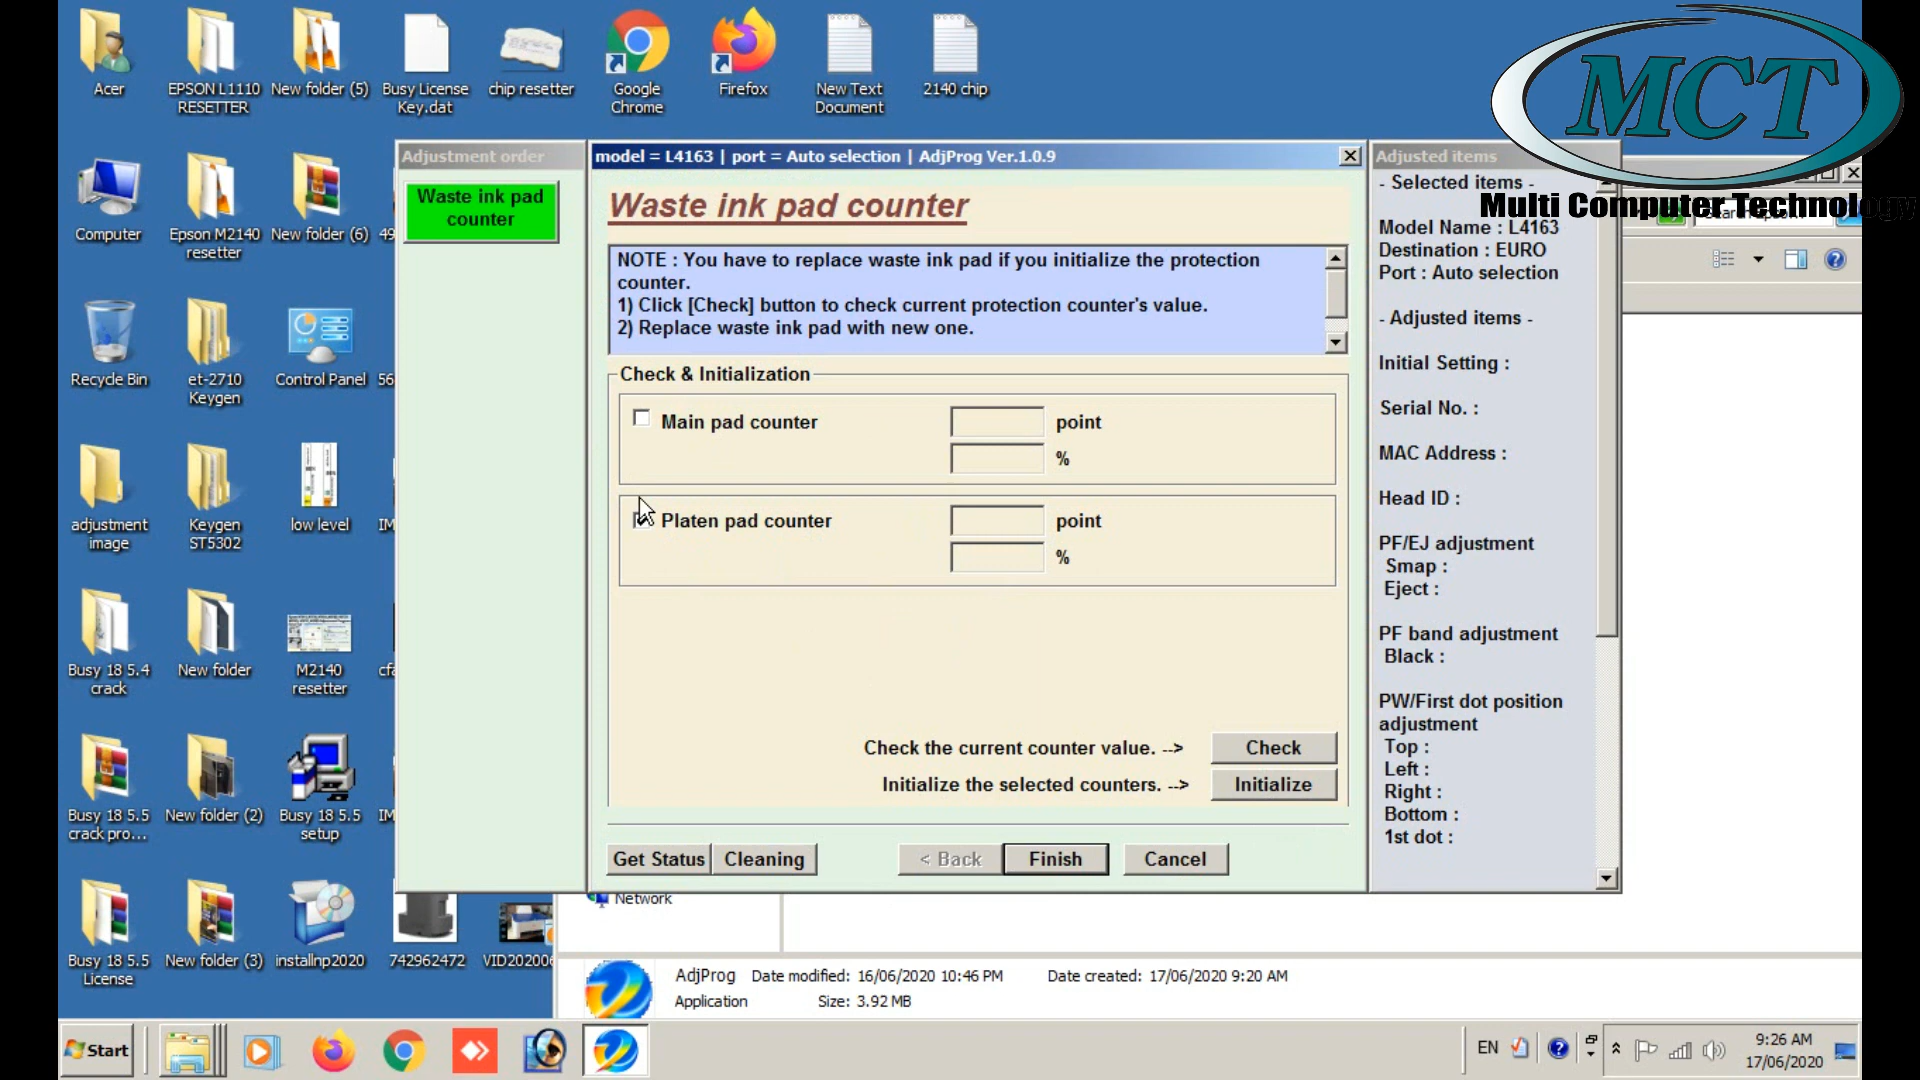 Acer
EPSON L1110
RESETTER
New folder (5)
Busy License
Key.dat
chip resetter
Google
Chrome
Firefox
New Text
Document
2140 chip
MCT
Multi Computer Technology
Computer
Epson M2140
resetter
New folder (6)
49
Recycle Bin
et-2710
Keygen
Control Panel
56
adjustment
image
Keygen
ST5302
low level
IM
Busy 18 5.4
crack
New folder
M2140
resetter
cfa
Busy 18 5.5
crack pro...
New folder (2)
Busy 18 5.5
setup
IM
Busy 18 5.5
License
New folder (3)
installnp2020
742962472
VID202006
Adjustment order
Waste ink pad
counter
model = L4163 | port = Auto selection | AdjProg Ver.1.0.9
Waste ink pad counter
NOTE : You have to replace waste ink pad if you initialize the protection
counter.
1) Click [Check] button to check current protection counter's value.
2) Replace waste ink pad with new one.
Check & Initialization
Main pad counter
point
%
Platen pad counter
point
%
Check the current counter value. -->
Check
Initialize the selected counters. -->
Initialize
Get Status
Cleaning
< Back
Finish
Cancel
Adjusted items
- Selected items -
Model Name : L4163
Destination : EURO
Port : Auto selection
- Adjusted items -
Initial Setting :
Serial No. :
MAC Address :
Head ID :
PF/EJ adjustment
Smap :
Eject :
PF band adjustment
Black :
PW/First dot position
adjustment
Top :
Left :
Right :
Bottom :
1st dot :
Network
AdjProg
Date modified: 16/06/2020 10:46 PM
Date created: 17/06/2020 9:20 AM
Application
Size: 3.92 MB
Start
EN
9:26 AM
17/06/2020